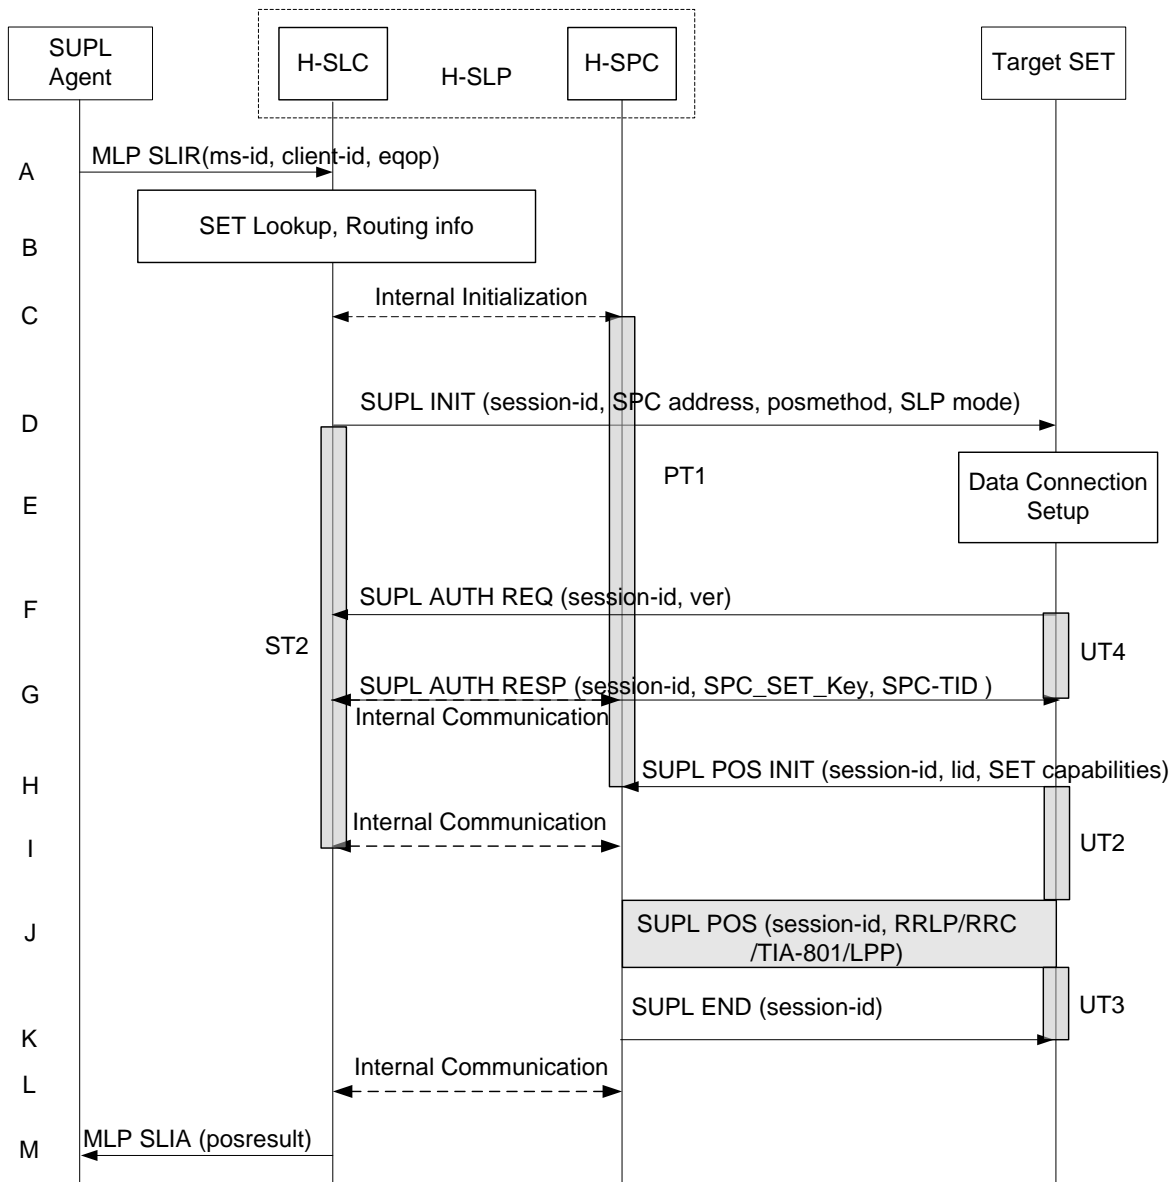 SUPL
Agent
H-SLC
H-SLP
H-SPC
Target SET
A
MLP SLIR(ms-id, client-id, eqop)
B
SET Lookup, Routing info
C
Internal Initialization
D
SUPL INIT (session-id, SPC address, posmethod, SLP mode)
PT1
E
Data Connection
Setup
F
SUPL AUTH REQ (session-id, ver)
ST2
UT4
G
SUPL AUTH RESP (session-id, SPC_SET_Key, SPC-TID )
Internal Communication
H
SUPL POS INIT (session-id, lid, SET capabilities)
I
Internal Communication
UT2
J
SUPL POS (session-id, RRLP/RRC
/TIA-801/LPP)
SUPL END (session-id)
UT3
K
L
Internal Communication
M
MLP SLIA (posresult)